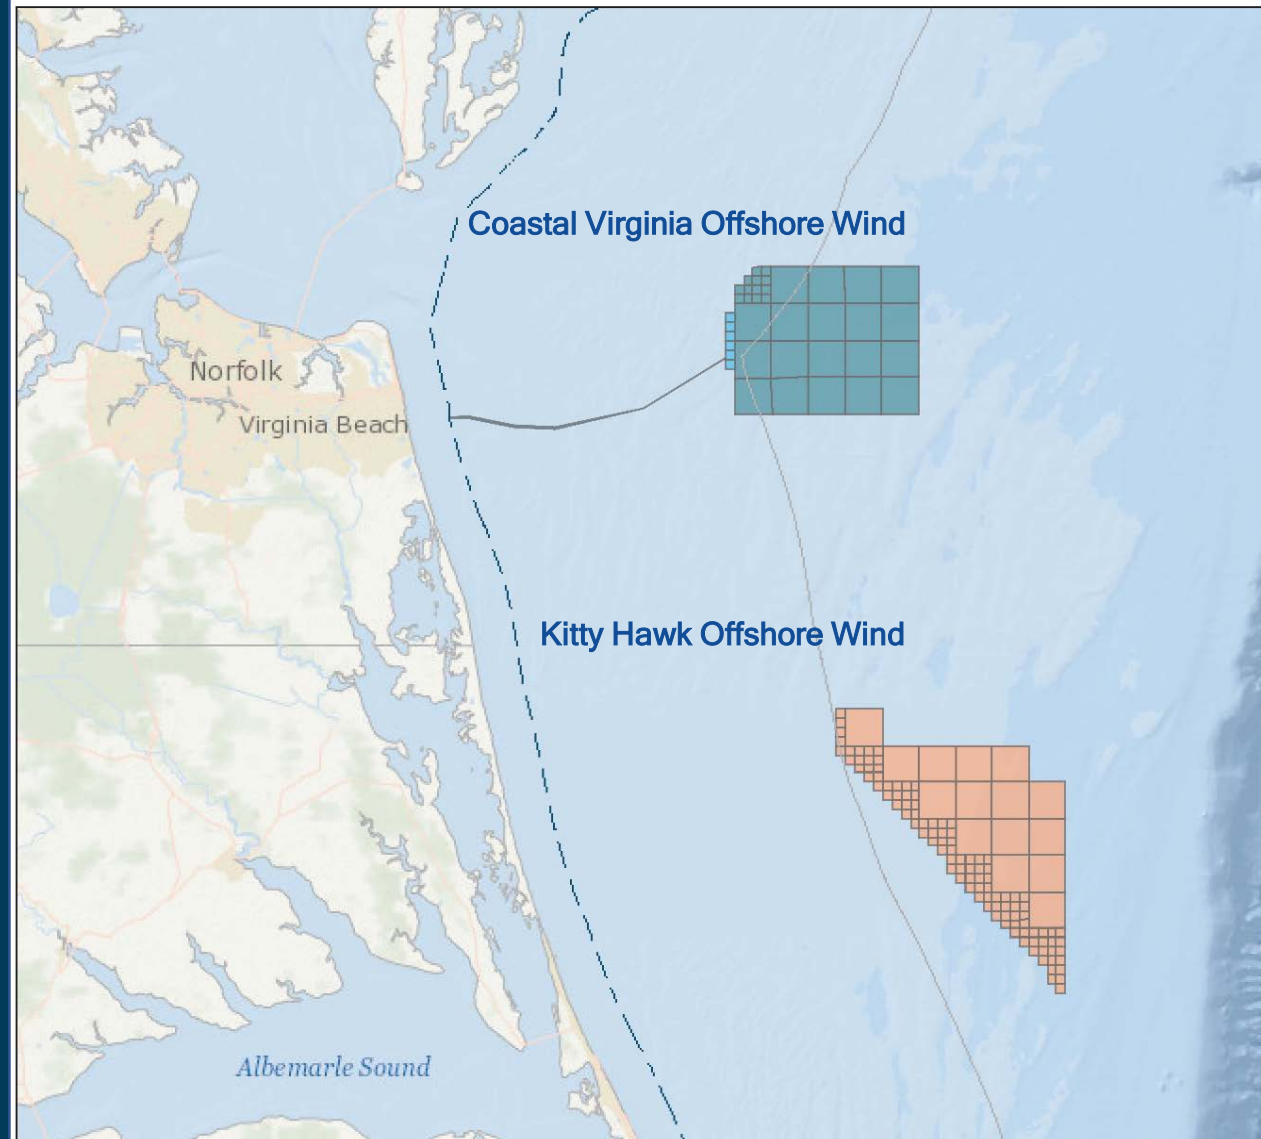 Coastal Virginia Offshore Wind
Norfolk
Virginia Beach
Kitty Hawk Offshore Wind
Albemarle Sound